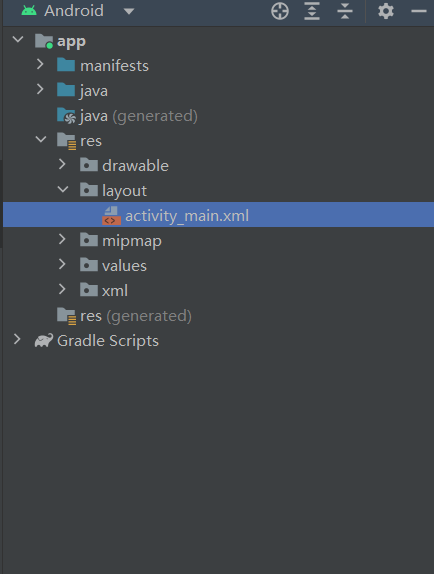 Android
app
manifests
java
java (generated)
res
drawable
layout
activity_main.xml
mipmap
values
xml
res (generated)
Gradle Scripts